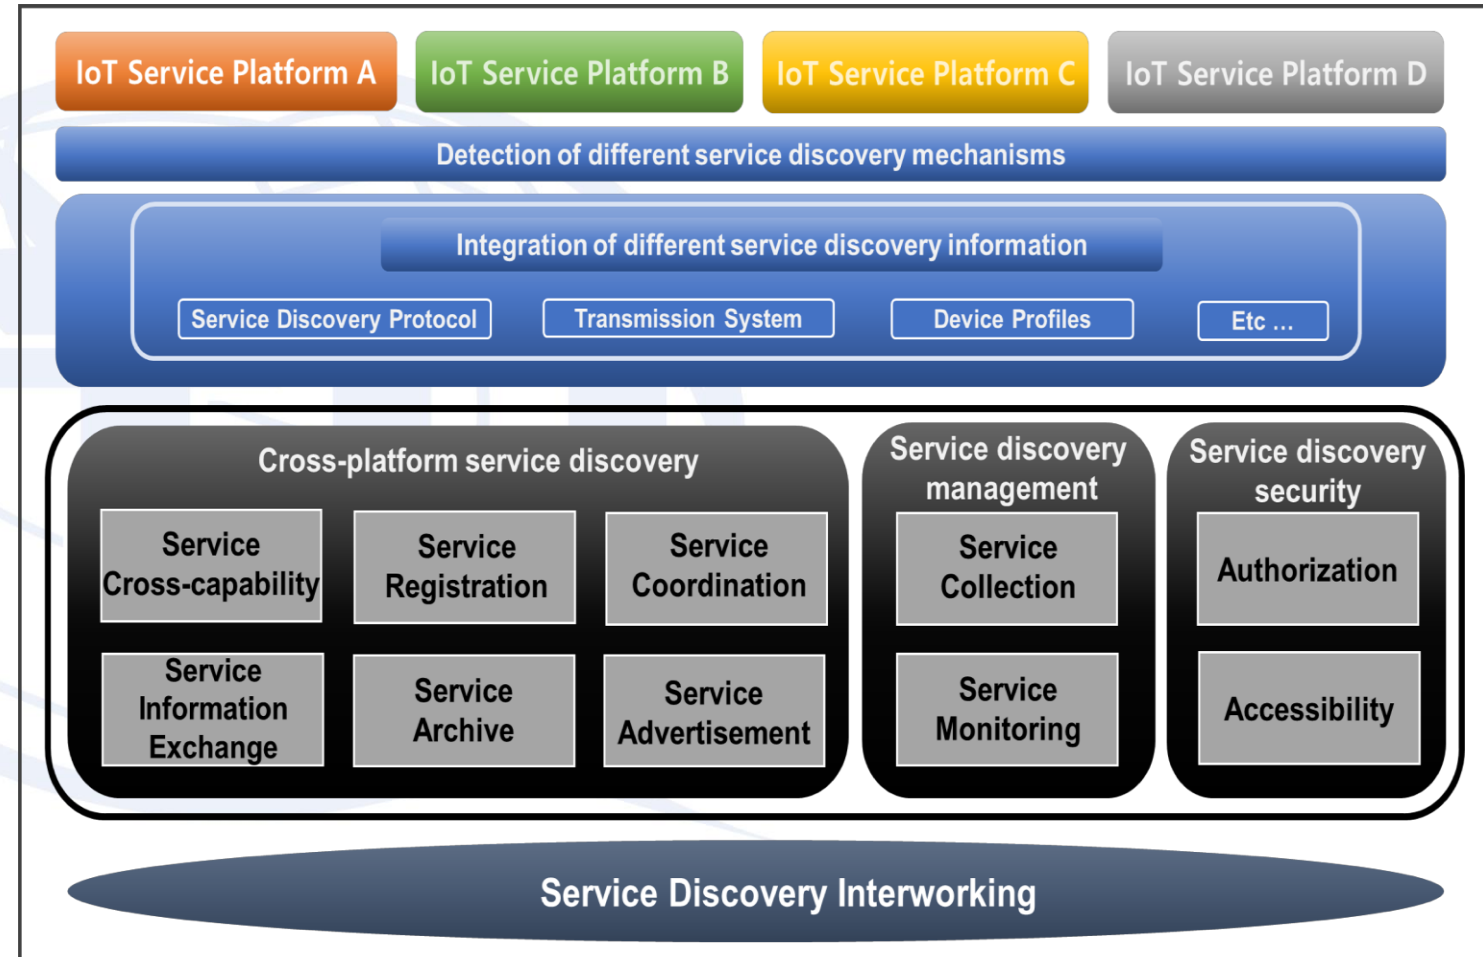 IoT Service Platform A
IoT Service Platform B
IoT Service Platform C
IoT Service Platform D
Detection of different service discovery mechanisms
Integration of different service discovery information
Service Discovery Protocol
Transmission System
Device Profiles
Etc ...
Cross-platform service discovery
Service
Cross-capability
Service
Registration
Service
Coordination
Service
Information
Exchange
Service
Archive
Service
Advertisement
Service discovery
management
Service
Collection
Service
Monitoring
Service discovery
security
Authorization
Accessibility
Service Discovery Interworking